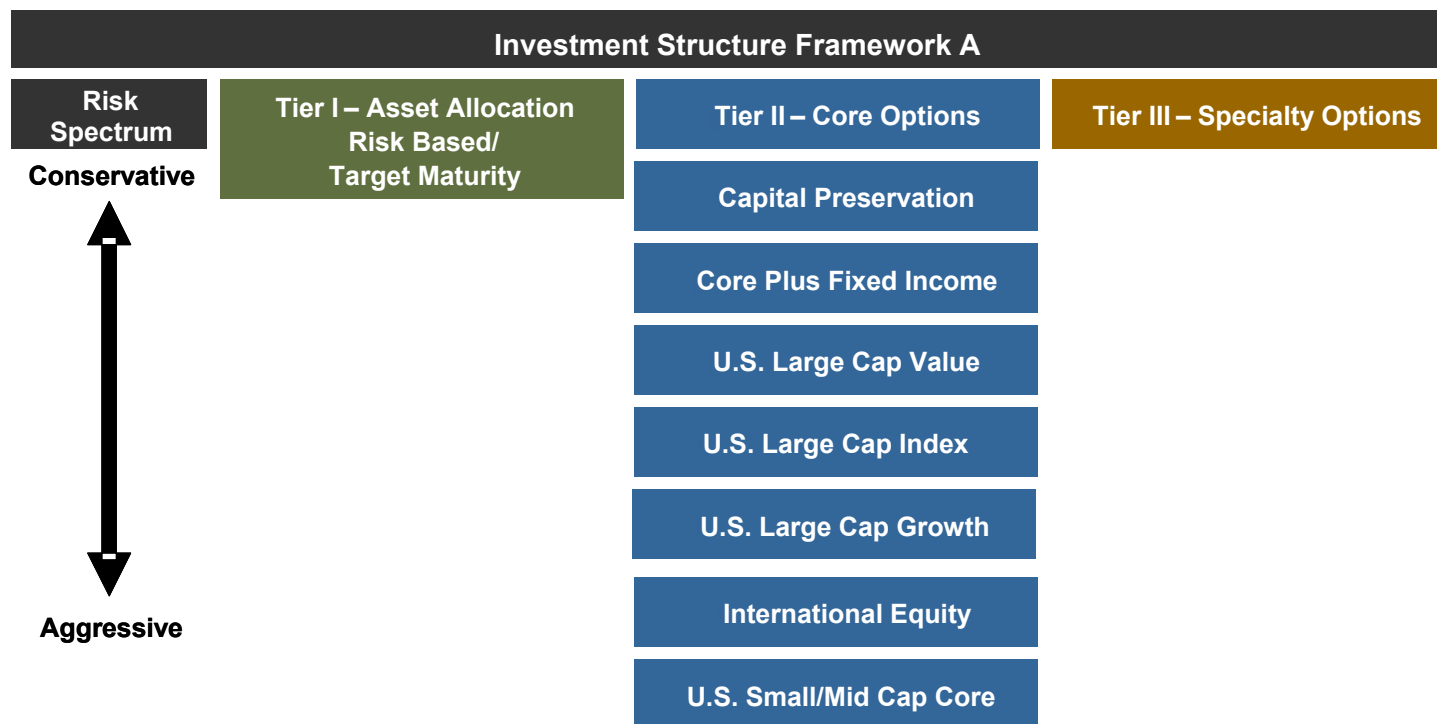 Investment Structure Framework A
Risk
Spectrum
Tier I – Asset Allocation
Risk Based/
Target Maturity
Tier II – Core Options
Tier III – Specialty Options
Conservative
Capital Preservation
Core Plus Fixed Income
U.S. Large Cap Value
U.S. Large Cap Index
U.S. Large Cap Growth
International Equity
Aggressive
U.S. Small/Mid Cap Core